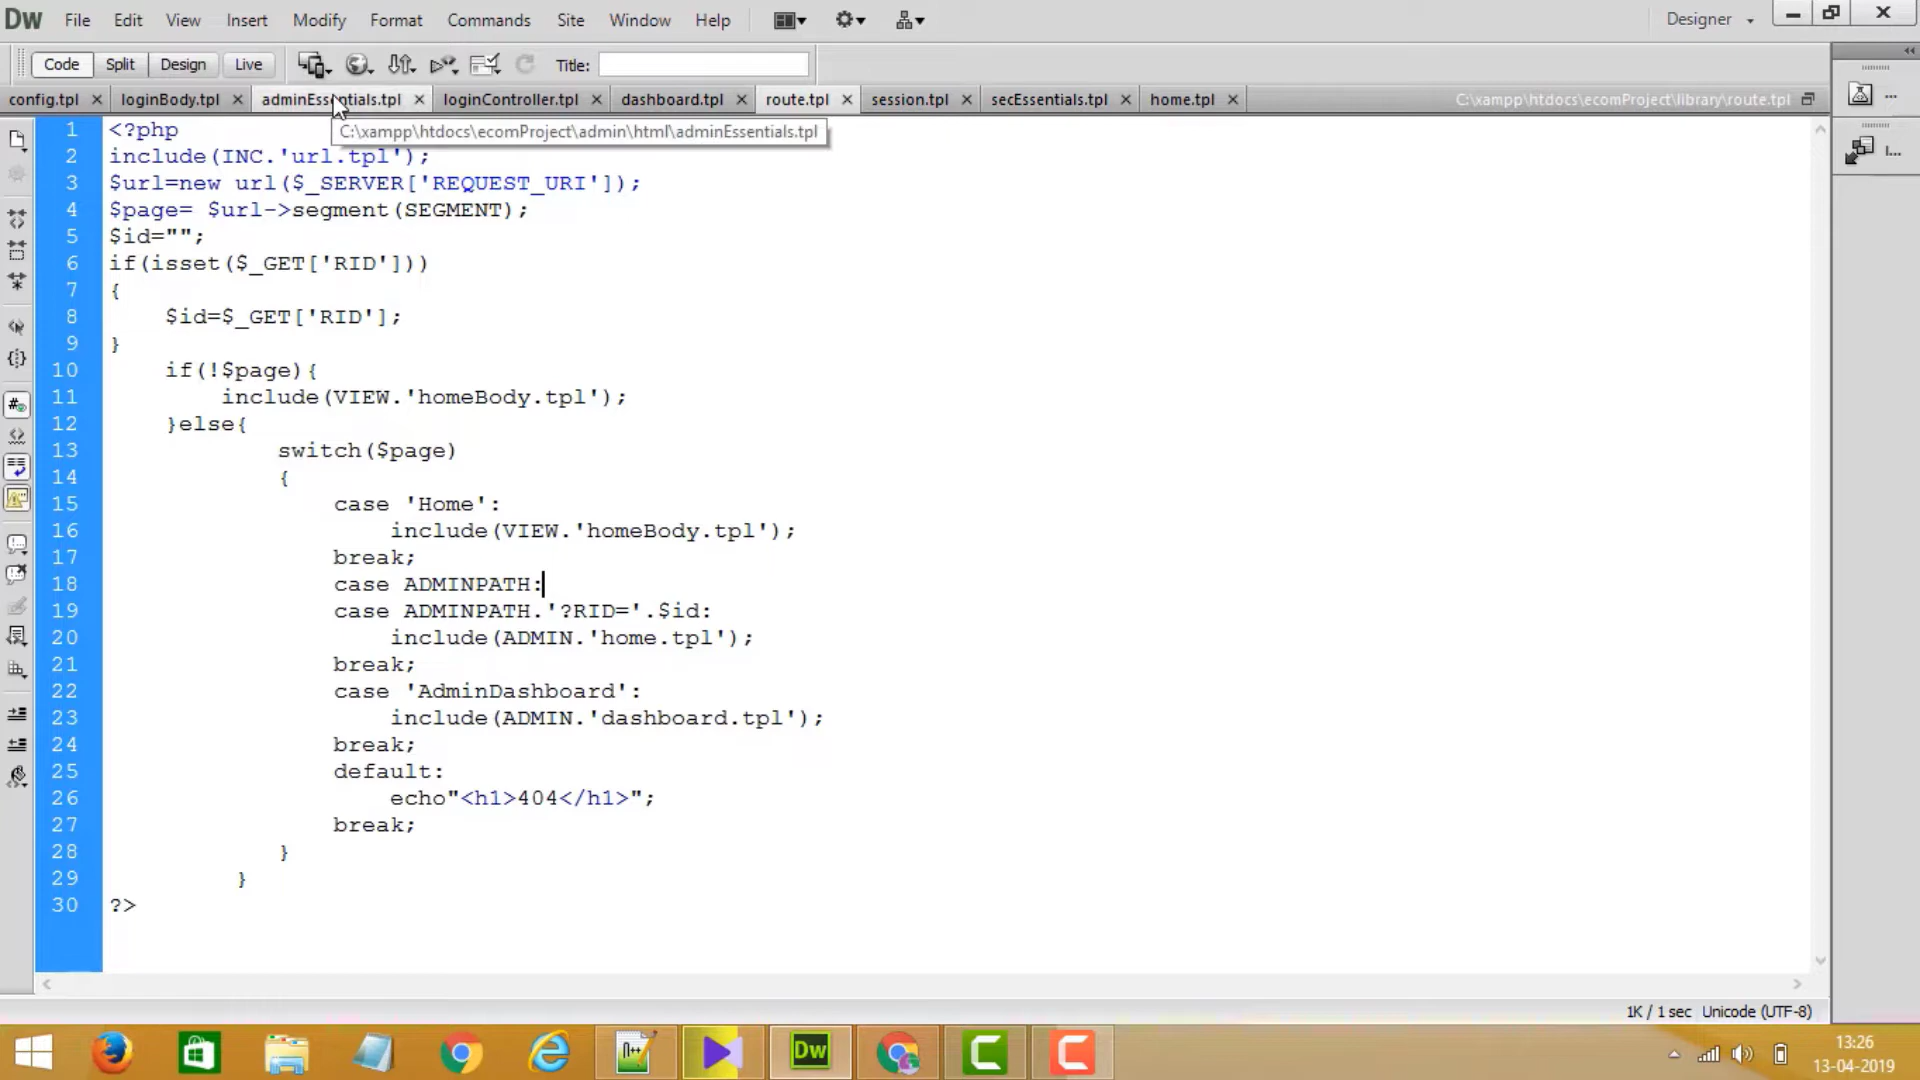 Dw File Edit View Insert Modify Format Commands Site Window Help Designer
Code Split Design Live Title:
config.tpl loginBody.tpl adminEssentials.tpl loginController.tpl dashboard.tpl route.tpl session.tpl secEssentials.tpl home.tpl C:\xampp\htdocs\ecomProject\library\route.tpl
C:\xampp\htdocs\ecomProject\admin\html\adminEssentials.tpl
1 <?php
2 include(INC.'url.tpl');
3 $url=new url($_SERVER['REQUEST_URI']);
4 $page= $url->segment(SEGMENT);
5 $id="";
6 if(isset($_GET['RID']))
7 {
8 $id=$_GET['RID'];
9 }
10 if(!$page){
11 include(VIEW.'homeBody.tpl');
12 }else{
13 switch($page)
14 {
15 case 'Home':
16 include(VIEW.'homeBody.tpl');
17 break;
18 case ADMINPATH:
19 case ADMINPATH.'?RID='.$id:
20 include(ADMIN.'home.tpl');
21 break;
22 case 'AdminDashboard':
23 include(ADMIN.'dashboard.tpl');
24 break;
25 default:
26 echo"<h1>404</h1>";
27 break;
28 }
29 }
30 ?>
... 
I...
1K / 1 sec Unicode (UTF-8)
13:26
13-04-2019